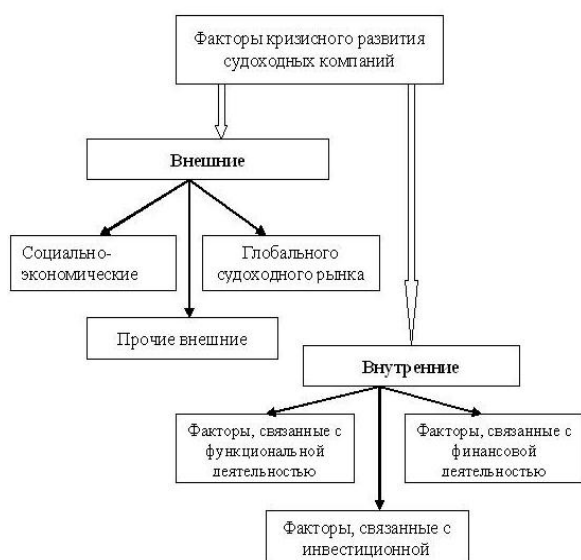 Факторы кризисного развития
судоходных компаний
Внешние
Социально-
экономические
Глобального
судоходного рынка
Прочие внешние
Внутренние
Факторы, связанные с
функциональной
деятельностью
Факторы, связанные с
финансовой
деятельностью
Факторы, связанные с
инвестиционной